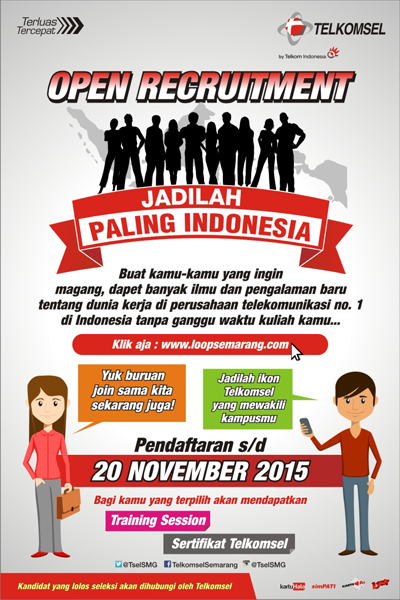 Terluas
Tercepat
TELKOMSEL
by Telkom Indonesia
OPEN RECRUITMENT
JADILAH
PALING INDONESIA
Buat kamu-kamu yang ingin
magang, dapet banyak ilmu dan pengalaman baru
tentang dunia kerja di perusahaan telekomunikasi no. 1
di Indonesia tanpa ganggu waktu kuliah kamu...
Klik aja : www.loopsemarang.com
Yuk buruan
join sama kita
sekarang juga!
Jadilah ikon
Telkomsel
yang mewakili
kampusmu
Pendaftaran s/d
20 NOVEMBER 2015
Bagi kamu yang terpilih akan mendapatkan
Training Session
Sertifikat Telkomsel
@TselSMG TelkomselSemarang @TselSMG
Kandidat yang lolos seleksi akan dihubungi oleh Telkomsel
kartuHalo simPATI KARTU As Loop